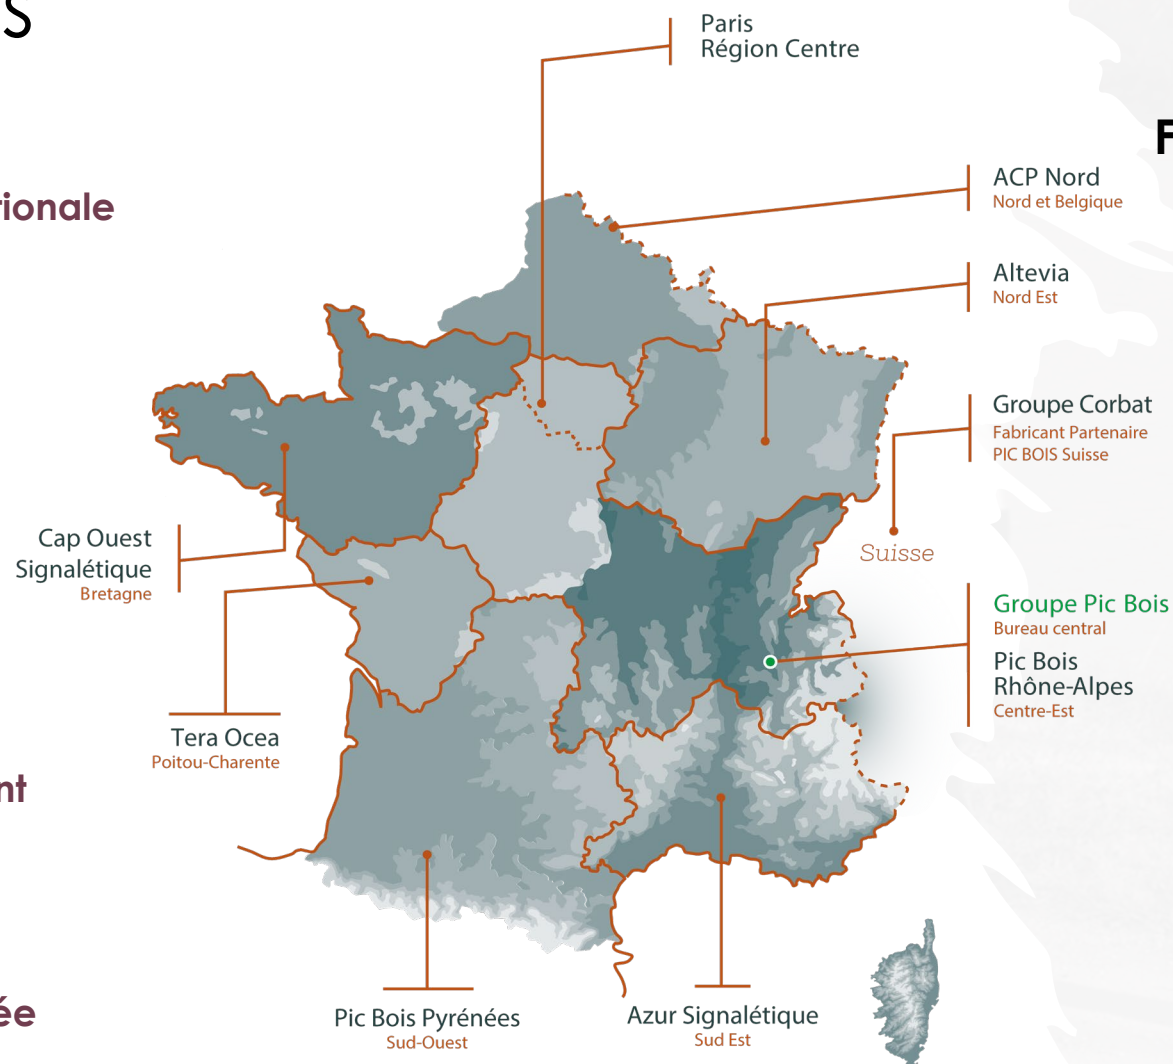 s
Paris
Région Centre
F
ACP Nord
Nord et Belgique
tionale
Altevia
Nord Est
Groupe Corbat
Fabricant Partenaire
PIC BOIS Suisse
Cap Ouest
Signalétique
Bretagne
Suisse
Groupe Pic Bois
Bureau central
Pic Bois
Rhône-Alpes
Centre-Est
Tera Ocea
Poitou-Charente
nt
Pic Bois Pyrénées
Sud-Ouest
Azur Signalétique
Sud Est
ée